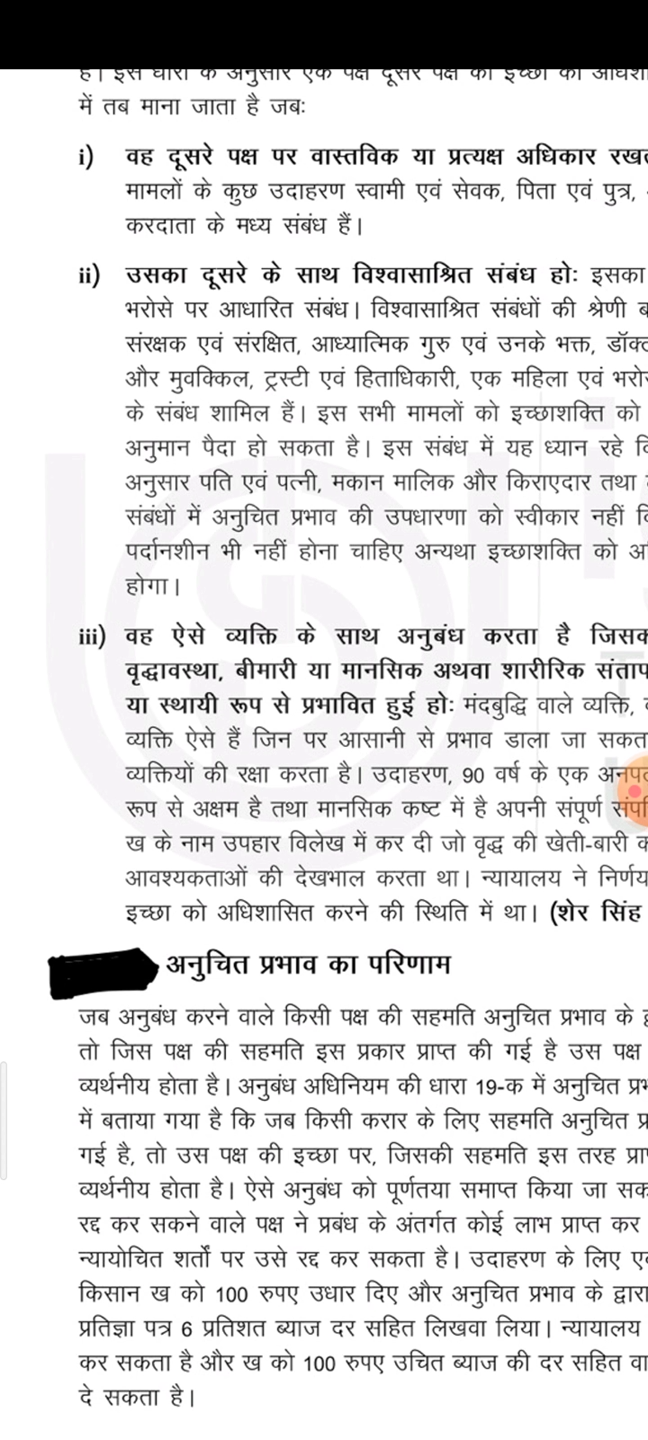 है। इस धारा के अनुसार एक पक्ष दूसरे पक्ष की इच्छा को
में तब माना जाता है जबः
i) वह दूसरे पक्ष पर वास्तविक या प्रत्यक्ष अधिकार
मामलों के कुछ उदाहरण स्वामी एवं सेवक, पिता एवं पुत्र,
करदाता के मध्य संबंध हैं।
ii) उसका दूसरे के साथ विश्वासाश्रित संबंध होः इसका
भरोसे पर आधारित संबंध। विश्वासाश्रित संबंधों की श्रेणी
संरक्षक एवं संरक्षित, आध्यात्मिक गुरु एवं उनके भक्त,
और मुवक्किल, ट्रस्टी एवं हिताधिकारी, एक महिला एवं
के संबंध शामिल हैं। इस सभी मामलों को इच्छाशक्ति को
अनुमान पैदा हो सकता है। इस संबंध में यह ध्यान रहे
अनुसार पति एवं पत्नी, मकान मालिक और किराएदार तथा
संबंधों में अनुचित प्रभाव की उपधारणा को स्वीकार नहीं
पर्दानशीन भी नहीं होना चाहिए अन्यथा इच्छाशक्ति को
होगा।
iii) वह ऐसे व्यक्ति के साथ अनुबंध करता है
वृद्धावस्था, बीमारी या मानसिक अथवा शारीरिक संताप
या स्थायी रूप से प्रभावित हुई होः मंदबुद्धि वाले व्यक्ति,
व्यक्ति ऐसे हैं जिन पर आसानी से प्रभाव डाला जा
व्यक्तियों की रक्षा करता है। उदाहरण, 90 वर्ष के एक
रूप से अक्षम है तथा मानसिक कष्ट में है अपनी संपूर्ण
ख के नाम उपहार विलेख में कर दी जो वृद्ध की खेती-बारी
आवश्यकताओं की देखभाल करता था। न्यायालय ने निर्णय
इच्छा को अधिशासित करने की स्थिति में था। (शेर सिंह
अनुचित प्रभाव का परिणाम
जब अनुबंध करने वाले किसी पक्ष की सहमति अनुचित प्रभाव के
तो जिस पक्ष की सहमति इस प्रकार प्राप्त की गई है उस पक्ष
व्यर्थनीय होता है। अनुबंध अधिनियम की धारा 19-क में अनुचित
में बताया गया है कि जब किसी करार के लिए सहमति अनुचित
गई है, तो उस पक्ष की इच्छा पर, जिसकी सहमति इस तरह
व्यर्थनीय होता है। ऐसे अनुबंध को पूर्णतया समाप्त किया जा
रद्द कर सकने वाले पक्ष ने प्रबंध के अंतर्गत कोई लाभ प्राप्त कर
न्यायोचित शर्तों पर उसे रद्द कर सकता है। उदाहरण के लिए
किसान ख को 100 रुपए उधार दिए और अनुचित प्रभाव के द्वारा
प्रतिज्ञा पत्र 6 प्रतिशत ब्याज दर सहित लिखवा लिया। न्यायालय
कर सकता है और ख को 100 रुपए उचित ब्याज की दर सहित
दे सकता है।